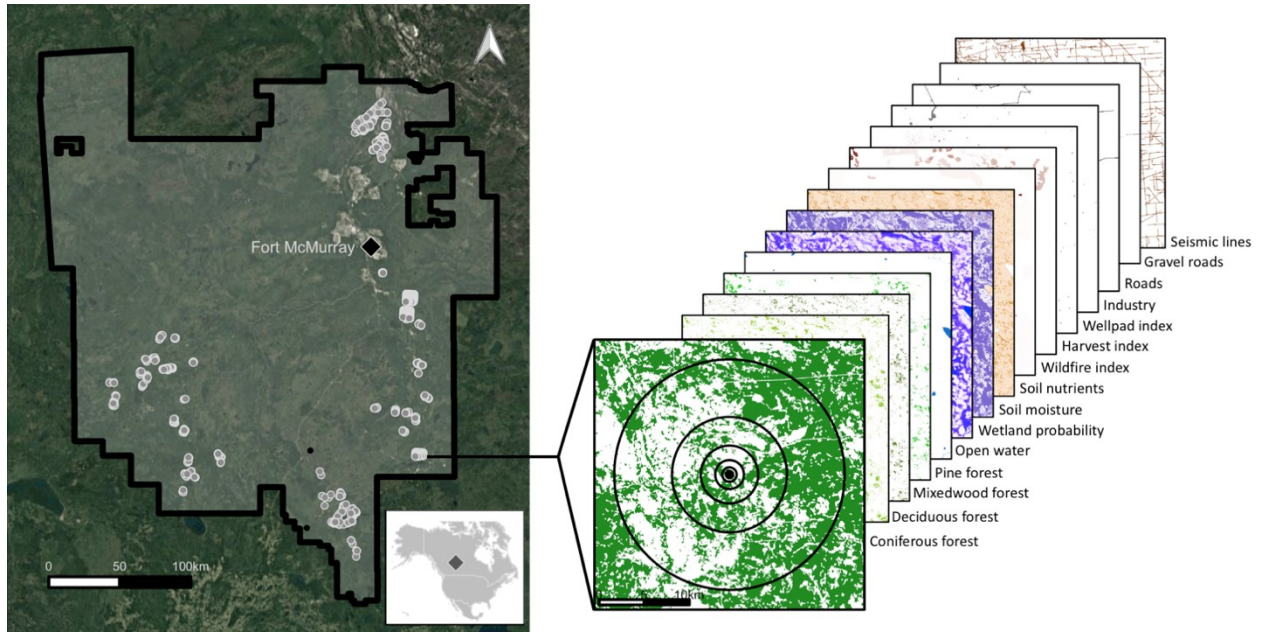 Fort McMurray
0 50 100km
10km
Seismic lines
Gravel roads
Roads
Industry
Wellpad index
Harvest index
Wildfire index
Soil nutrients
Soil moisture
Wetland probability
Open water
Pine forest
Mixedwood forest
Deciduous forest
Coniferous forest